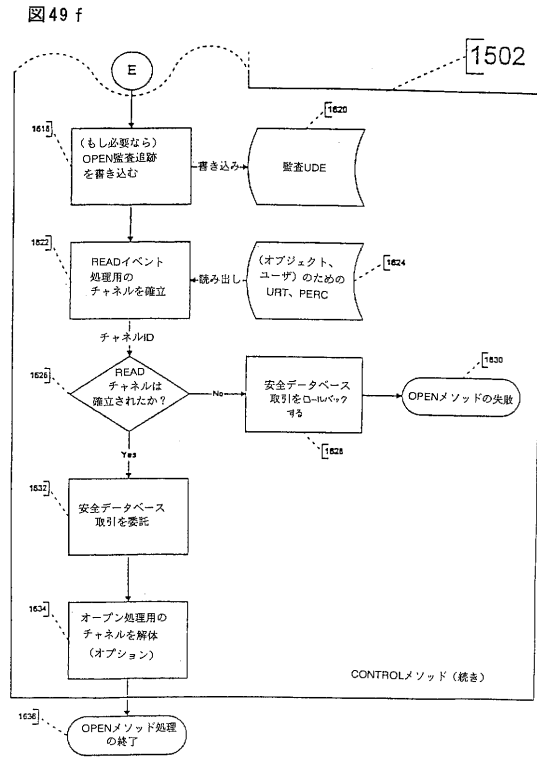 図49f
E
1502
1618
(もし必要なら)
OPEN監査追跡
を書き込む
書き込み
1620
監査UDE
1622
READイベント
処理用の
チャネルを確立
読み出し
(オブジェクト、
ユーザ)のための
URT、PERC
1624
チャネルID
1626
READ
チャネルは
確立されたか?
No
安全データベース
取引をロールバック
する
1628
1630
OPENメソッドの失敗
Yes
1632
安全データベース
取引を委託
1634
オープン処理用の
チャネルを解体
(オプション)
CONTROLメソッド(続き)
1636
OPENメソッド処理
の終了